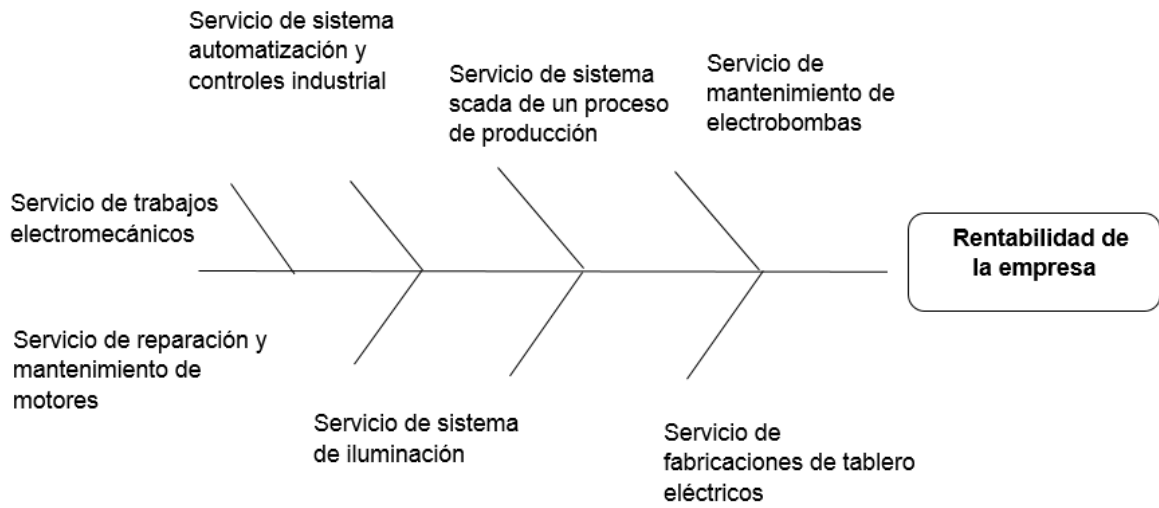 Servicio de sistema
automatización y
controles industrial
Servicio de sistema
scada de un proceso
de producción
Servicio de
mantenimiento de
electrobombas
Servicio de trabajos
electromecánicos
Rentabilidad de
la empresa
Servicio de reparación y
mantenimiento de
motores
Servicio de sistema
de iluminación
Servicio de
fabricaciones de tablero
eléctricos